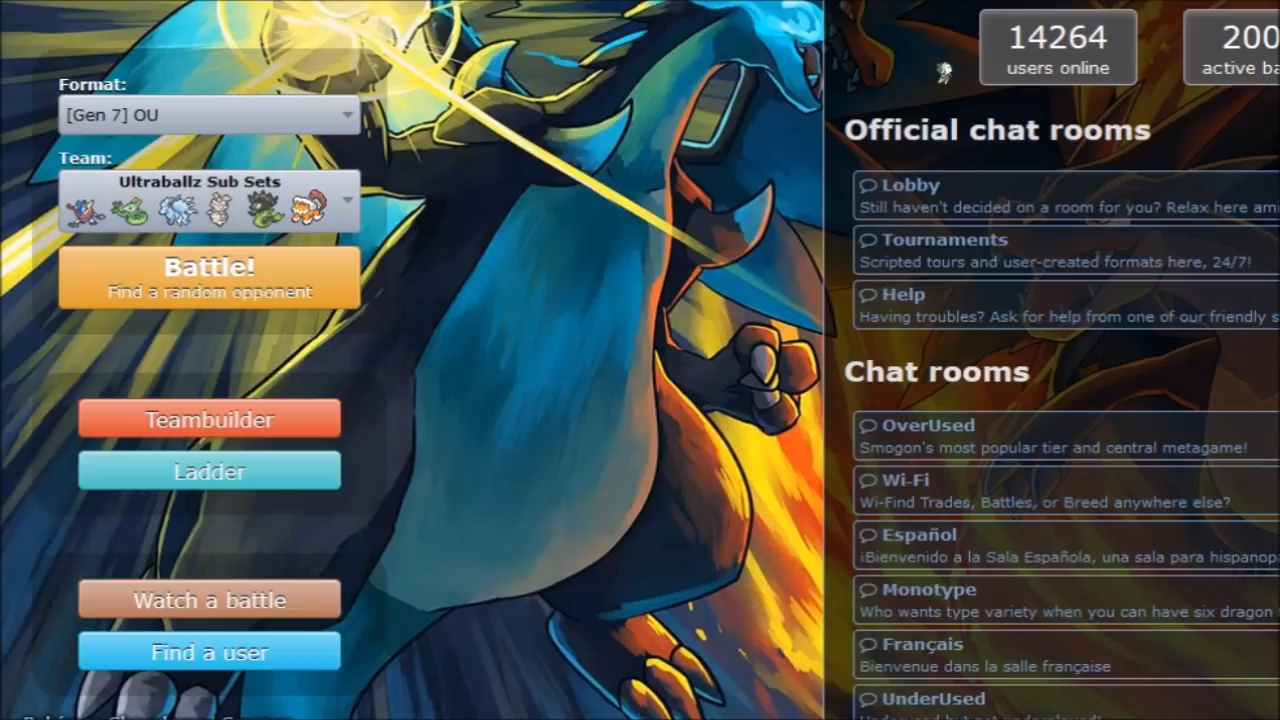 Format:
[Gen 7] OU
Team:
Ultraballz Sub Sets
Battle!
Find a random opponent
Teambuilder
Ladder
Watch a battle
Find a user
14264
users online
200
active ba
Official chat rooms
Lobby
Still haven't decided on a room for you? Relax here ami
Tournaments
Scripted tours and user-created formats here, 24/7!
Help
Having troubles? Ask for help from one of our friendly s
Chat rooms
OverUsed
Smogon's most popular tier and central metagame!
Wi-Fi
Wi-Find Trades, Battles, or Breed anywhere else?
Español
¡Bienvenido a la Sala Española, una sala para hispanopa
Monotype
Who wants type variety when you can have six dragon
Français
Bienvenue dans la salle française
UnderUsed